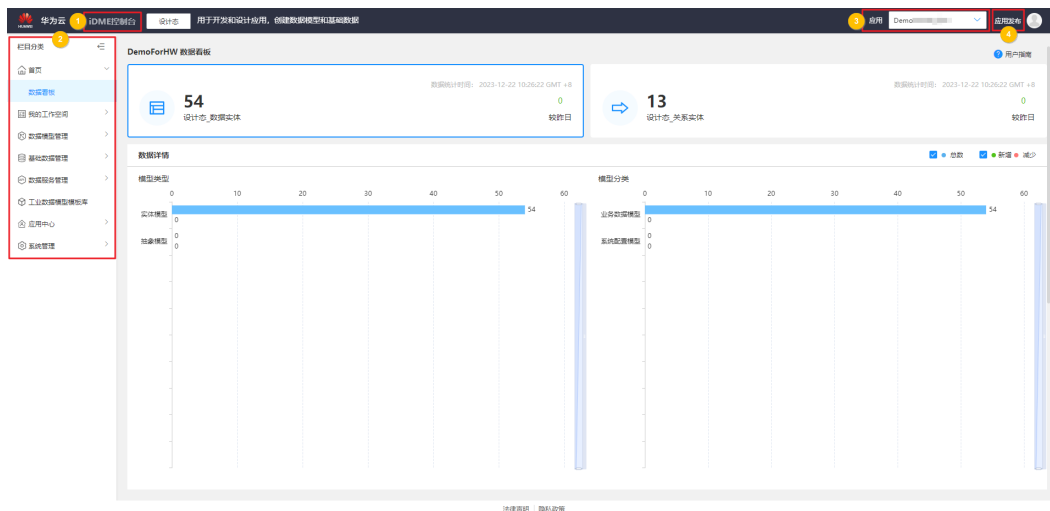 HUAWEI 华为云 1 iDME控制台 设计态 用于开发和设计应用，创建数据模型和基础数据 3 应用 Demo 应用发布
4
栏目分类 2
首页
数据看板
我的工作空间
数据模型管理
基础数据管理
数据服务管理
工业数据模型模板库
应用中心
系统管理
DemoForHW 数据看板 用户指南
数据统计时间： 2023-12-22 10:26:22 GMT +8
54 0
设计态_数据实体 较昨日
数据统计时间： 2023-12-22 10:26:22 GMT +8
13 0
设计态_关系实体 较昨日
数据详情 总数 新增 减少
模型类型
0 10 20 30 40 50 60
实体模型 54
0
抽象模型 0
0
模型分类
0 10 20 30 40 50 60
业务数据模型 54
0
系统配置模型 0
0
法律声明 | 隐私政策